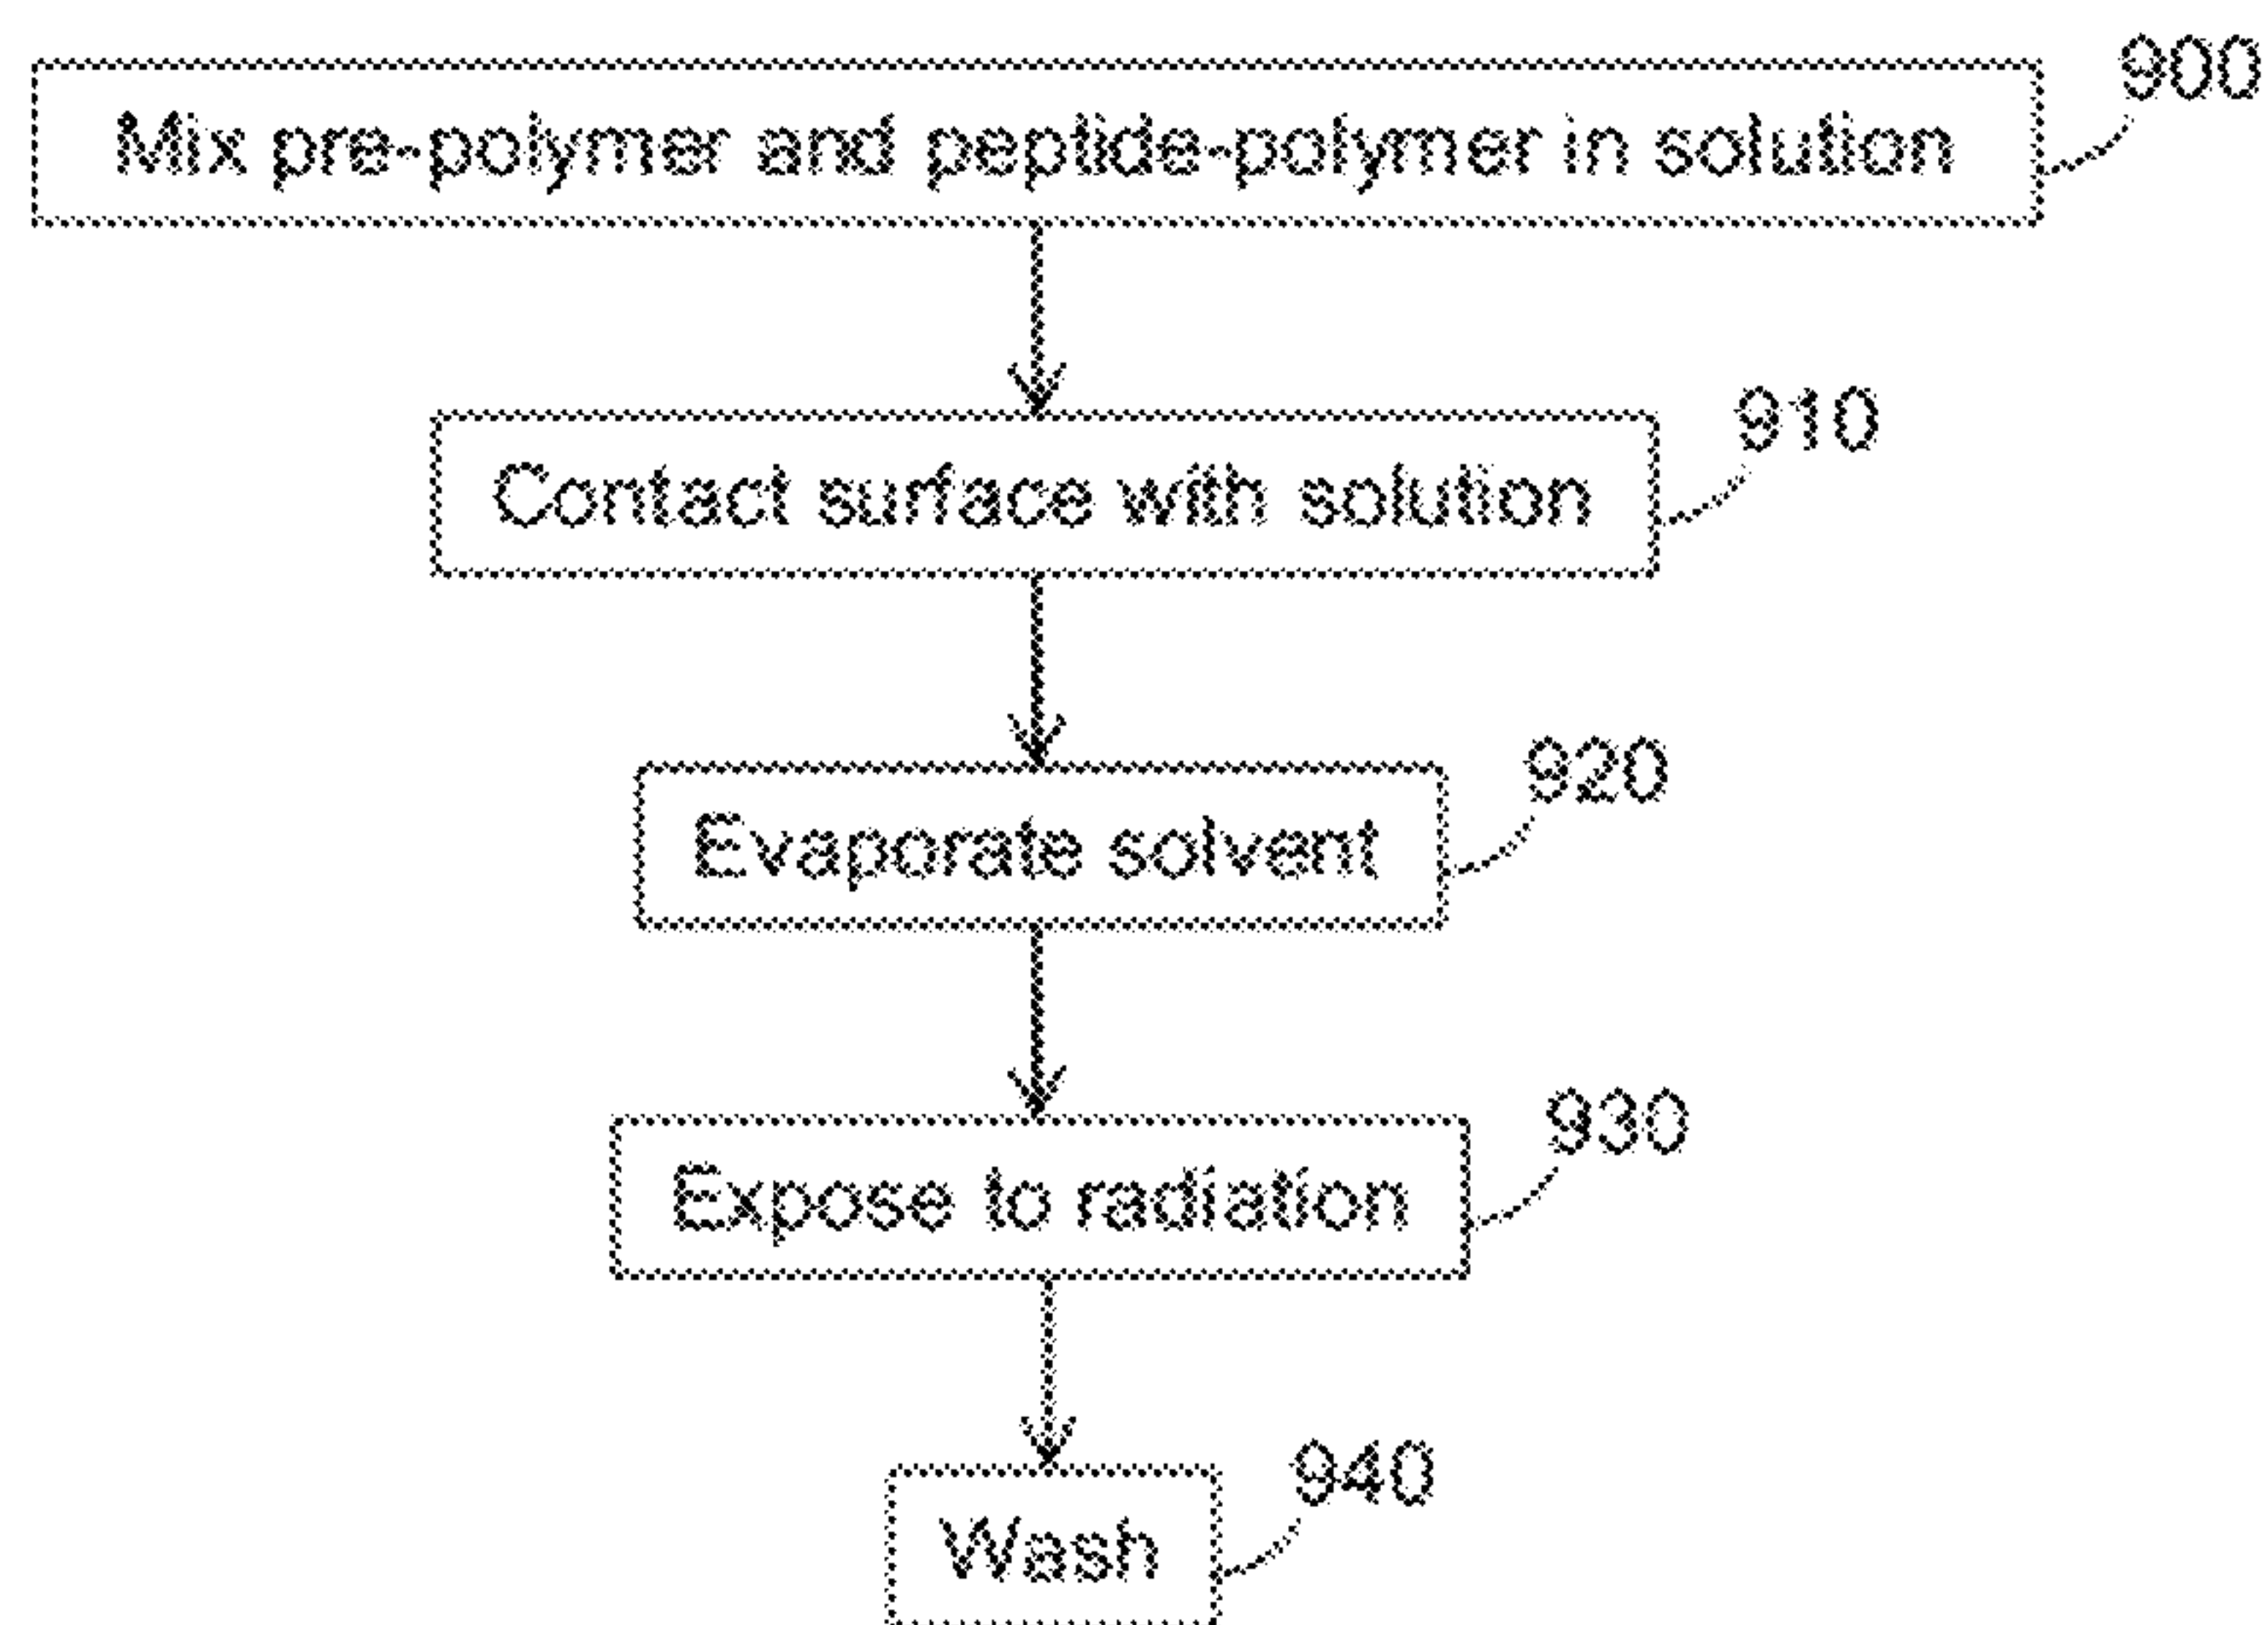 900
Mix pre-polymer and peptide-polymer in solution
910
Contact surface with solution
920
Evaporate solvent
930
Expose to radiation
940
Wash